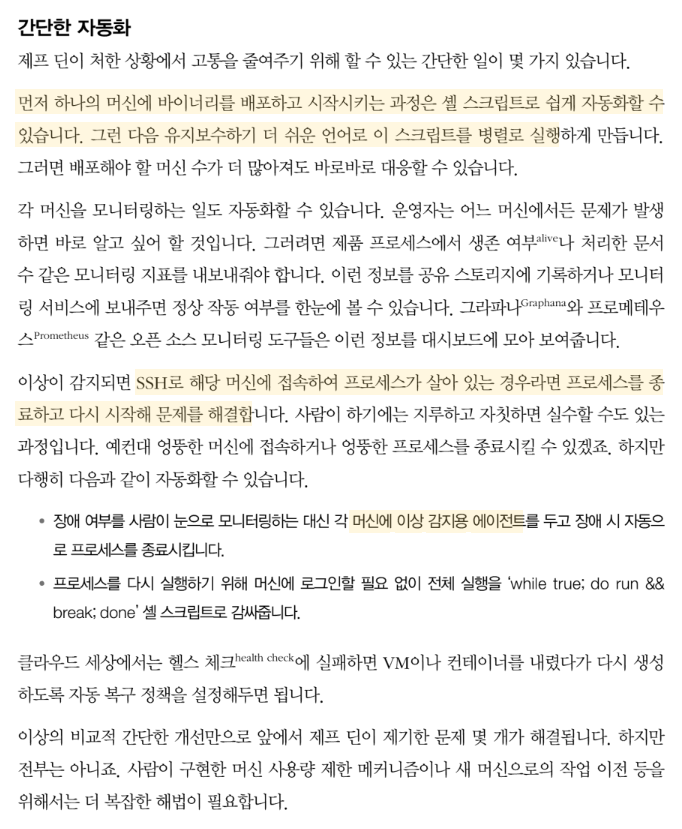 간단한 자동화
제프 딘이 처한 상황에서 고통을 줄여주기 위해 할 수 있는 간단한 일이 몇 가지 있습니다.
먼저 하나의 머신에 바이너리를 배포하고 시작시키는 과정은 셸 스크립트로 쉽게 자동화할 수
있습니다. 그런 다음 유지보수하기 더 쉬운 언어로 이 스크립트를 병렬로 실행하게 만듭니다.
그러면 배포해야 할 머신 수가 더 많아져도 바로바로 대응할 수 있습니다.
각 머신을 모니터링하는 일도 자동화할 수 있습니다. 운영자는 어느 머신에서든 문제가 발생
하면 바로 알고 싶어 할 것입니다. 그러려면 제품 프로세스에서 생존 여부alive나 처리한 문서
수 같은 모니터링 지표를 내보내줘야 합니다. 이런 정보를 공유 스토리지에 기록하거나 모니터
링 서비스에 보내주면 정상 작동 여부를 한눈에 볼 수 있습니다. 그라파나Graphana와 프로메테우
스Prometheus 같은 오픈 소스 모니터링 도구들은 이런 정보를 대시보드에 모아 보여줍니다.
이상이 감지되면 SSH로 해당 머신에 접속하여 프로세스가 살아 있는 경우라면 프로세스를 종
료하고 다시 시작해 문제를 해결합니다. 사람이 하기에는 지루하고 자칫하면 실수할 수도 있는
과정입니다. 예컨대 엉뚱한 머신에 접속하거나 엉뚱한 프로세스를 종료시킬 수 있겠죠. 하지만
다행히 다음과 같이 자동화할 수 있습니다.
• 장애 여부를 사람이 눈으로 모니터링하는 대신 각 머신에 이상 감지용 에이전트를 두고 장애 시 자동으
로 프로세스를 종료시킵니다.
• 프로세스를 다시 실행하기 위해 머신에 로그인할 필요 없이 전체 실행을 ‘while true; do run &&
break; done’ 셸 스크립트로 감싸줍니다.
클라우드 세상에서는 헬스 체크health check에 실패하면 VM이나 컨테이너를 내렸다가 다시 생성
하도록 자동 복구 정책을 설정해두면 됩니다.
이상의 비교적 간단한 개선만으로 앞에서 제프 딘이 제기한 문제 몇 개가 해결됩니다. 하지만
전부는 아니죠. 사람이 구현한 머신 사용량 제한 메커니즘이나 새 머신으로의 작업 이전 등을
위해서는 더 복잡한 해법이 필요합니다.